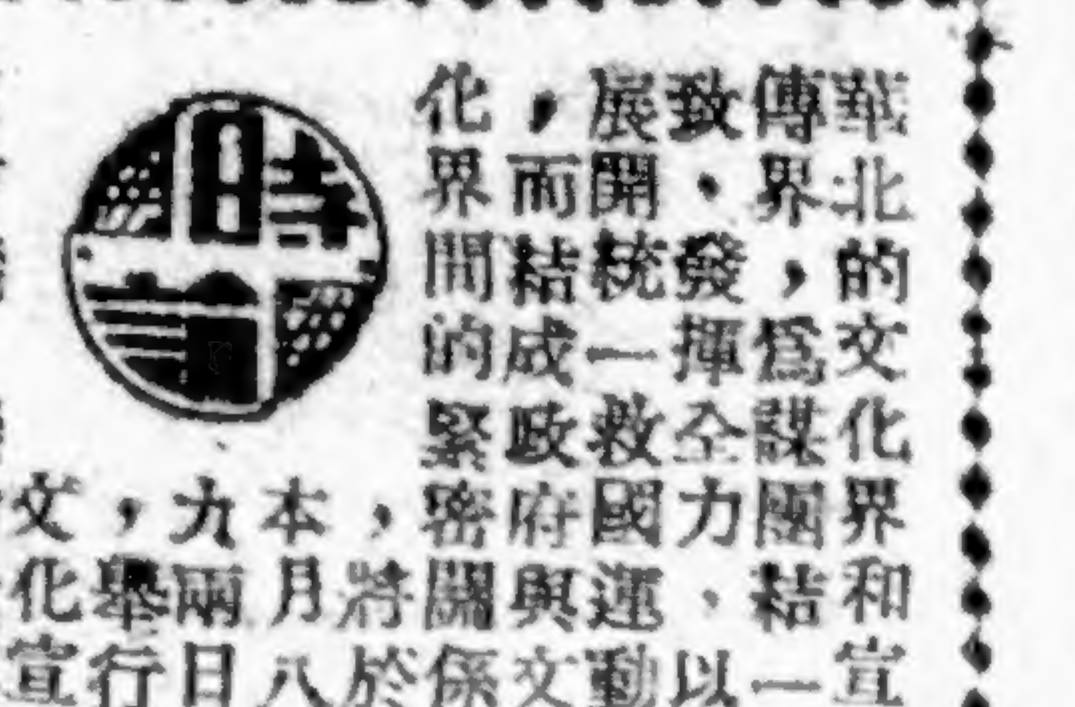 華北的文化界和宣
傳界,爲謀團結一
致・發揮全力・以
展開統一救國運動
,而結成政府與文
化界間的緊密關係
,將於
本月八
九兩日
,舉行
文化宣